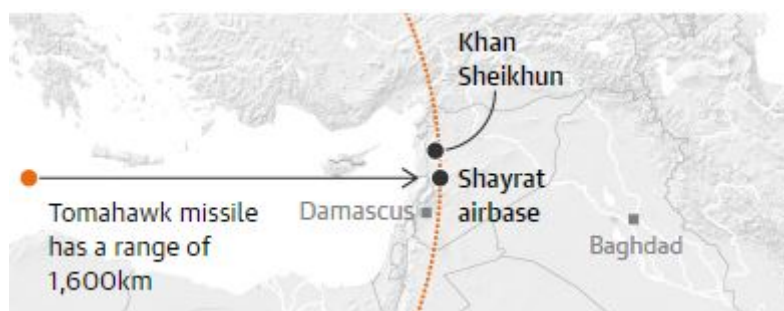 Khan
Sheikhun
Shayrat
airbase
Tomahawk missile
has a range of
1,600km
Damascus
Baghdad